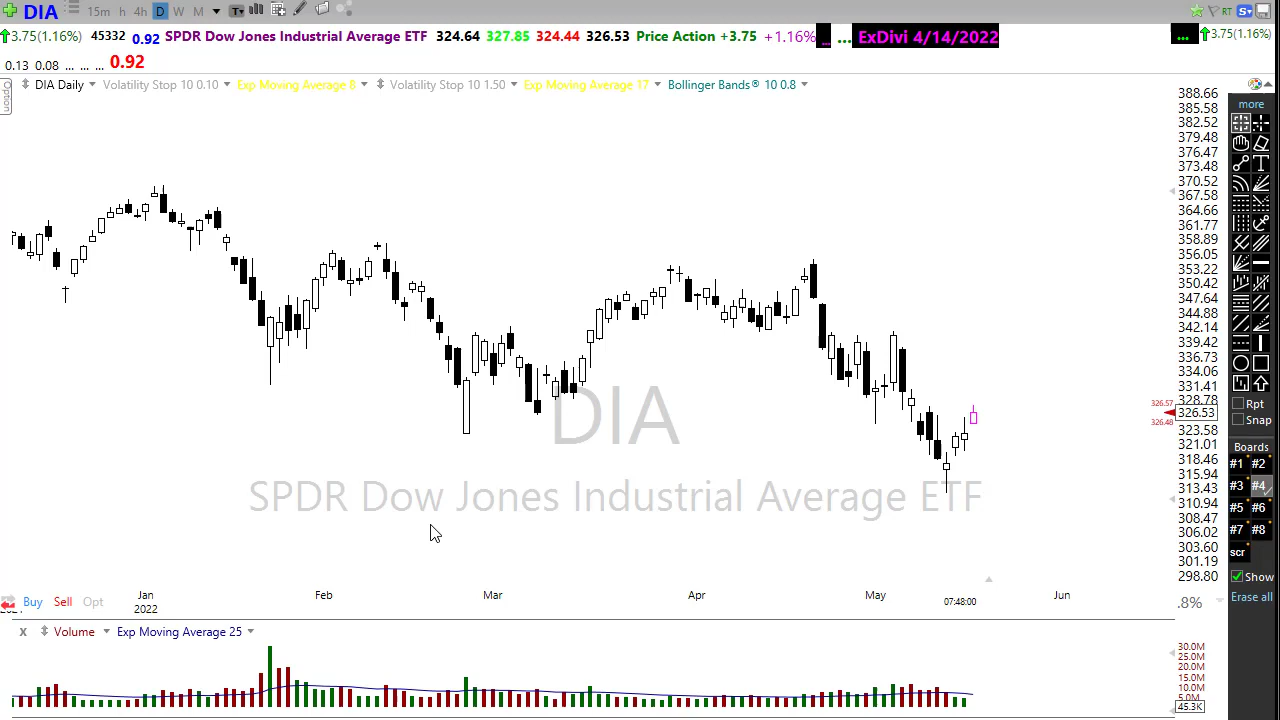 DIA 15m h 4h D W M T RT S
3.75(1.16%) 45332 0.92 SPDR Dow Jones Industrial Average ETF 324.64 327.85 324.44 326.53 Price Action +3.75 +1.16% ... ... ExDivi 4/14/2022 ... 3.75(1.16%)
0.13 0.08 ... ... ... 0.92
Option
DIA Daily Volatility Stop 10 0.10 Exp Moving Average 8 Volatility Stop 10 1.50 Exp Moving Average 17 Bollinger Bands® 10 0.8
388.66
385.58
382.52
379.48
376.47
373.48
370.52
367.58
364.66
361.77
358.89
356.05
353.22
350.42
347.64
344.88
342.14
339.42
336.73
334.06
331.41
328.78
326.57
326.53
326.48
323.58
321.01
318.46
315.94
313.43
310.94
308.47
306.02
303.60
301.19
298.80
more
T
Rpt
Snap
Boards
#1 #2
#3 #4
#5 #6
#7 #8
scr
Show
Erase all
DIA
SPDR Dow Jones Industrial Average ETF
Jan Feb Mar Apr May Jun
2022 07:48:00
Buy Sell Opt
.8%
X Volume Exp Moving Average 25
30.0M
25.0M
20.0M
15.0M
10.0M
5.0M
45.3K